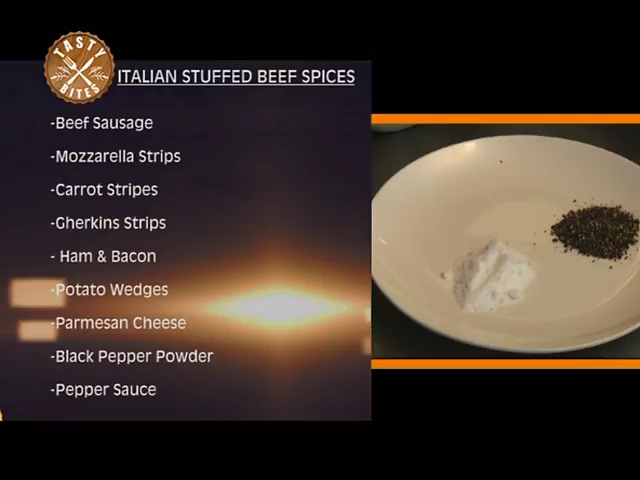 TASTY
BITES
ITALIAN STUFFED BEEF SPICES
-Beef Sausage
-Mozzarella Strips
-Carrot Stripes
-Gherkins Strips
- Ham & Bacon
-Potato Wedges
-Parmesan Cheese
-Black Pepper Powder
-Pepper Sauce